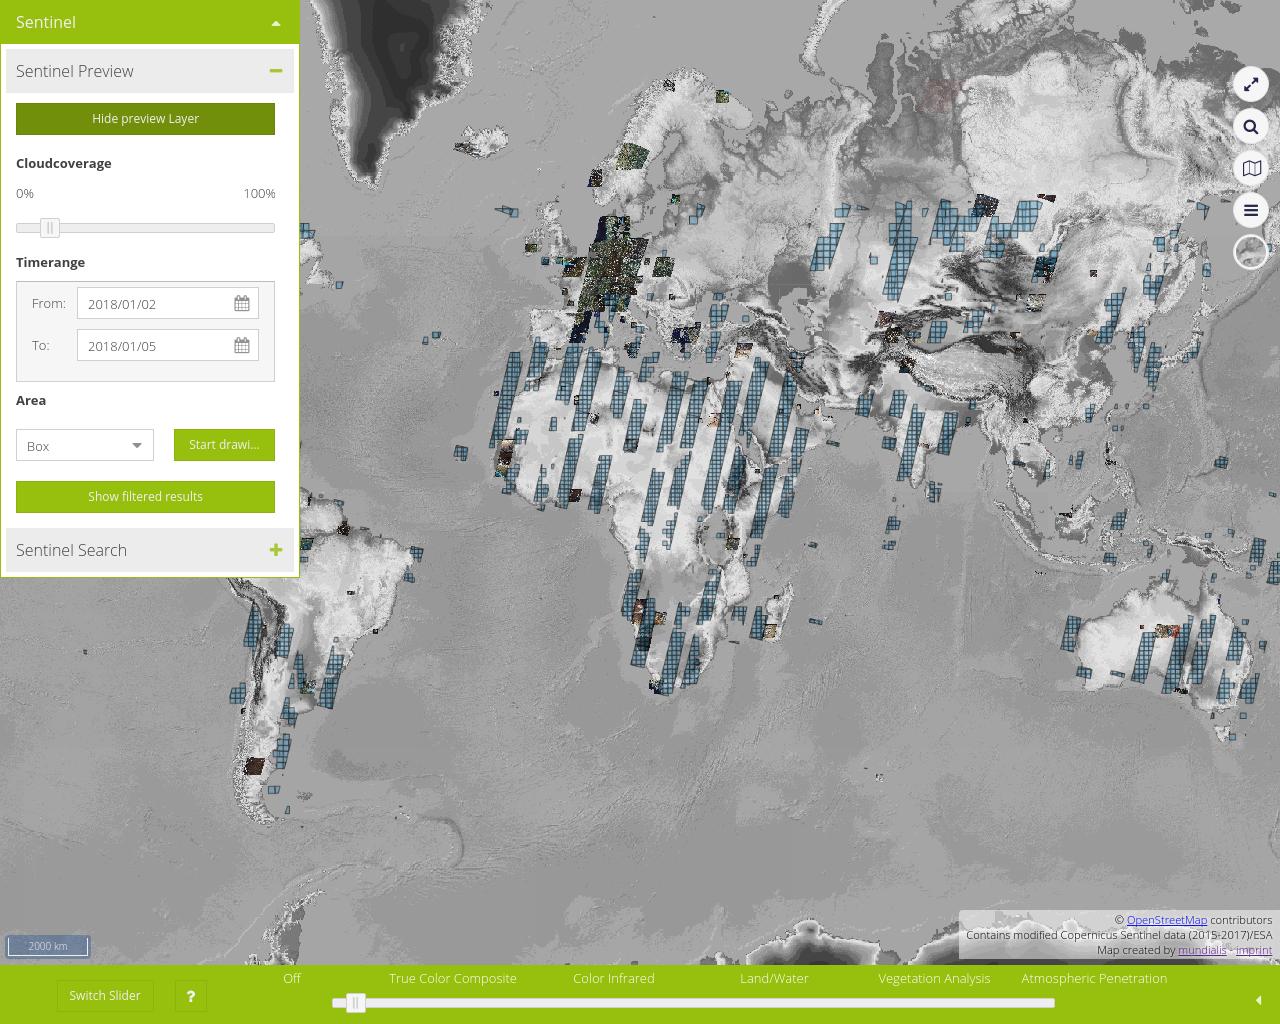 Sentinel
Sentinel Preview
Hide preview Layer
Cloudcoverage
0% 100%
Timerange
From: 2018/01/02
To: 2018/01/05
Area
Box Start drawi...
Show filtered results
Sentinel Search
© OpenStreetMap contributors
Contains modified Copernicus Sentinel data (2015-2017)/ESA
Map created by mundialis - imprint
2000 km
Off True Color Composite Color Infrared Land/Water Vegetation Analysis Atmospheric Penetration
Switch Slider ?